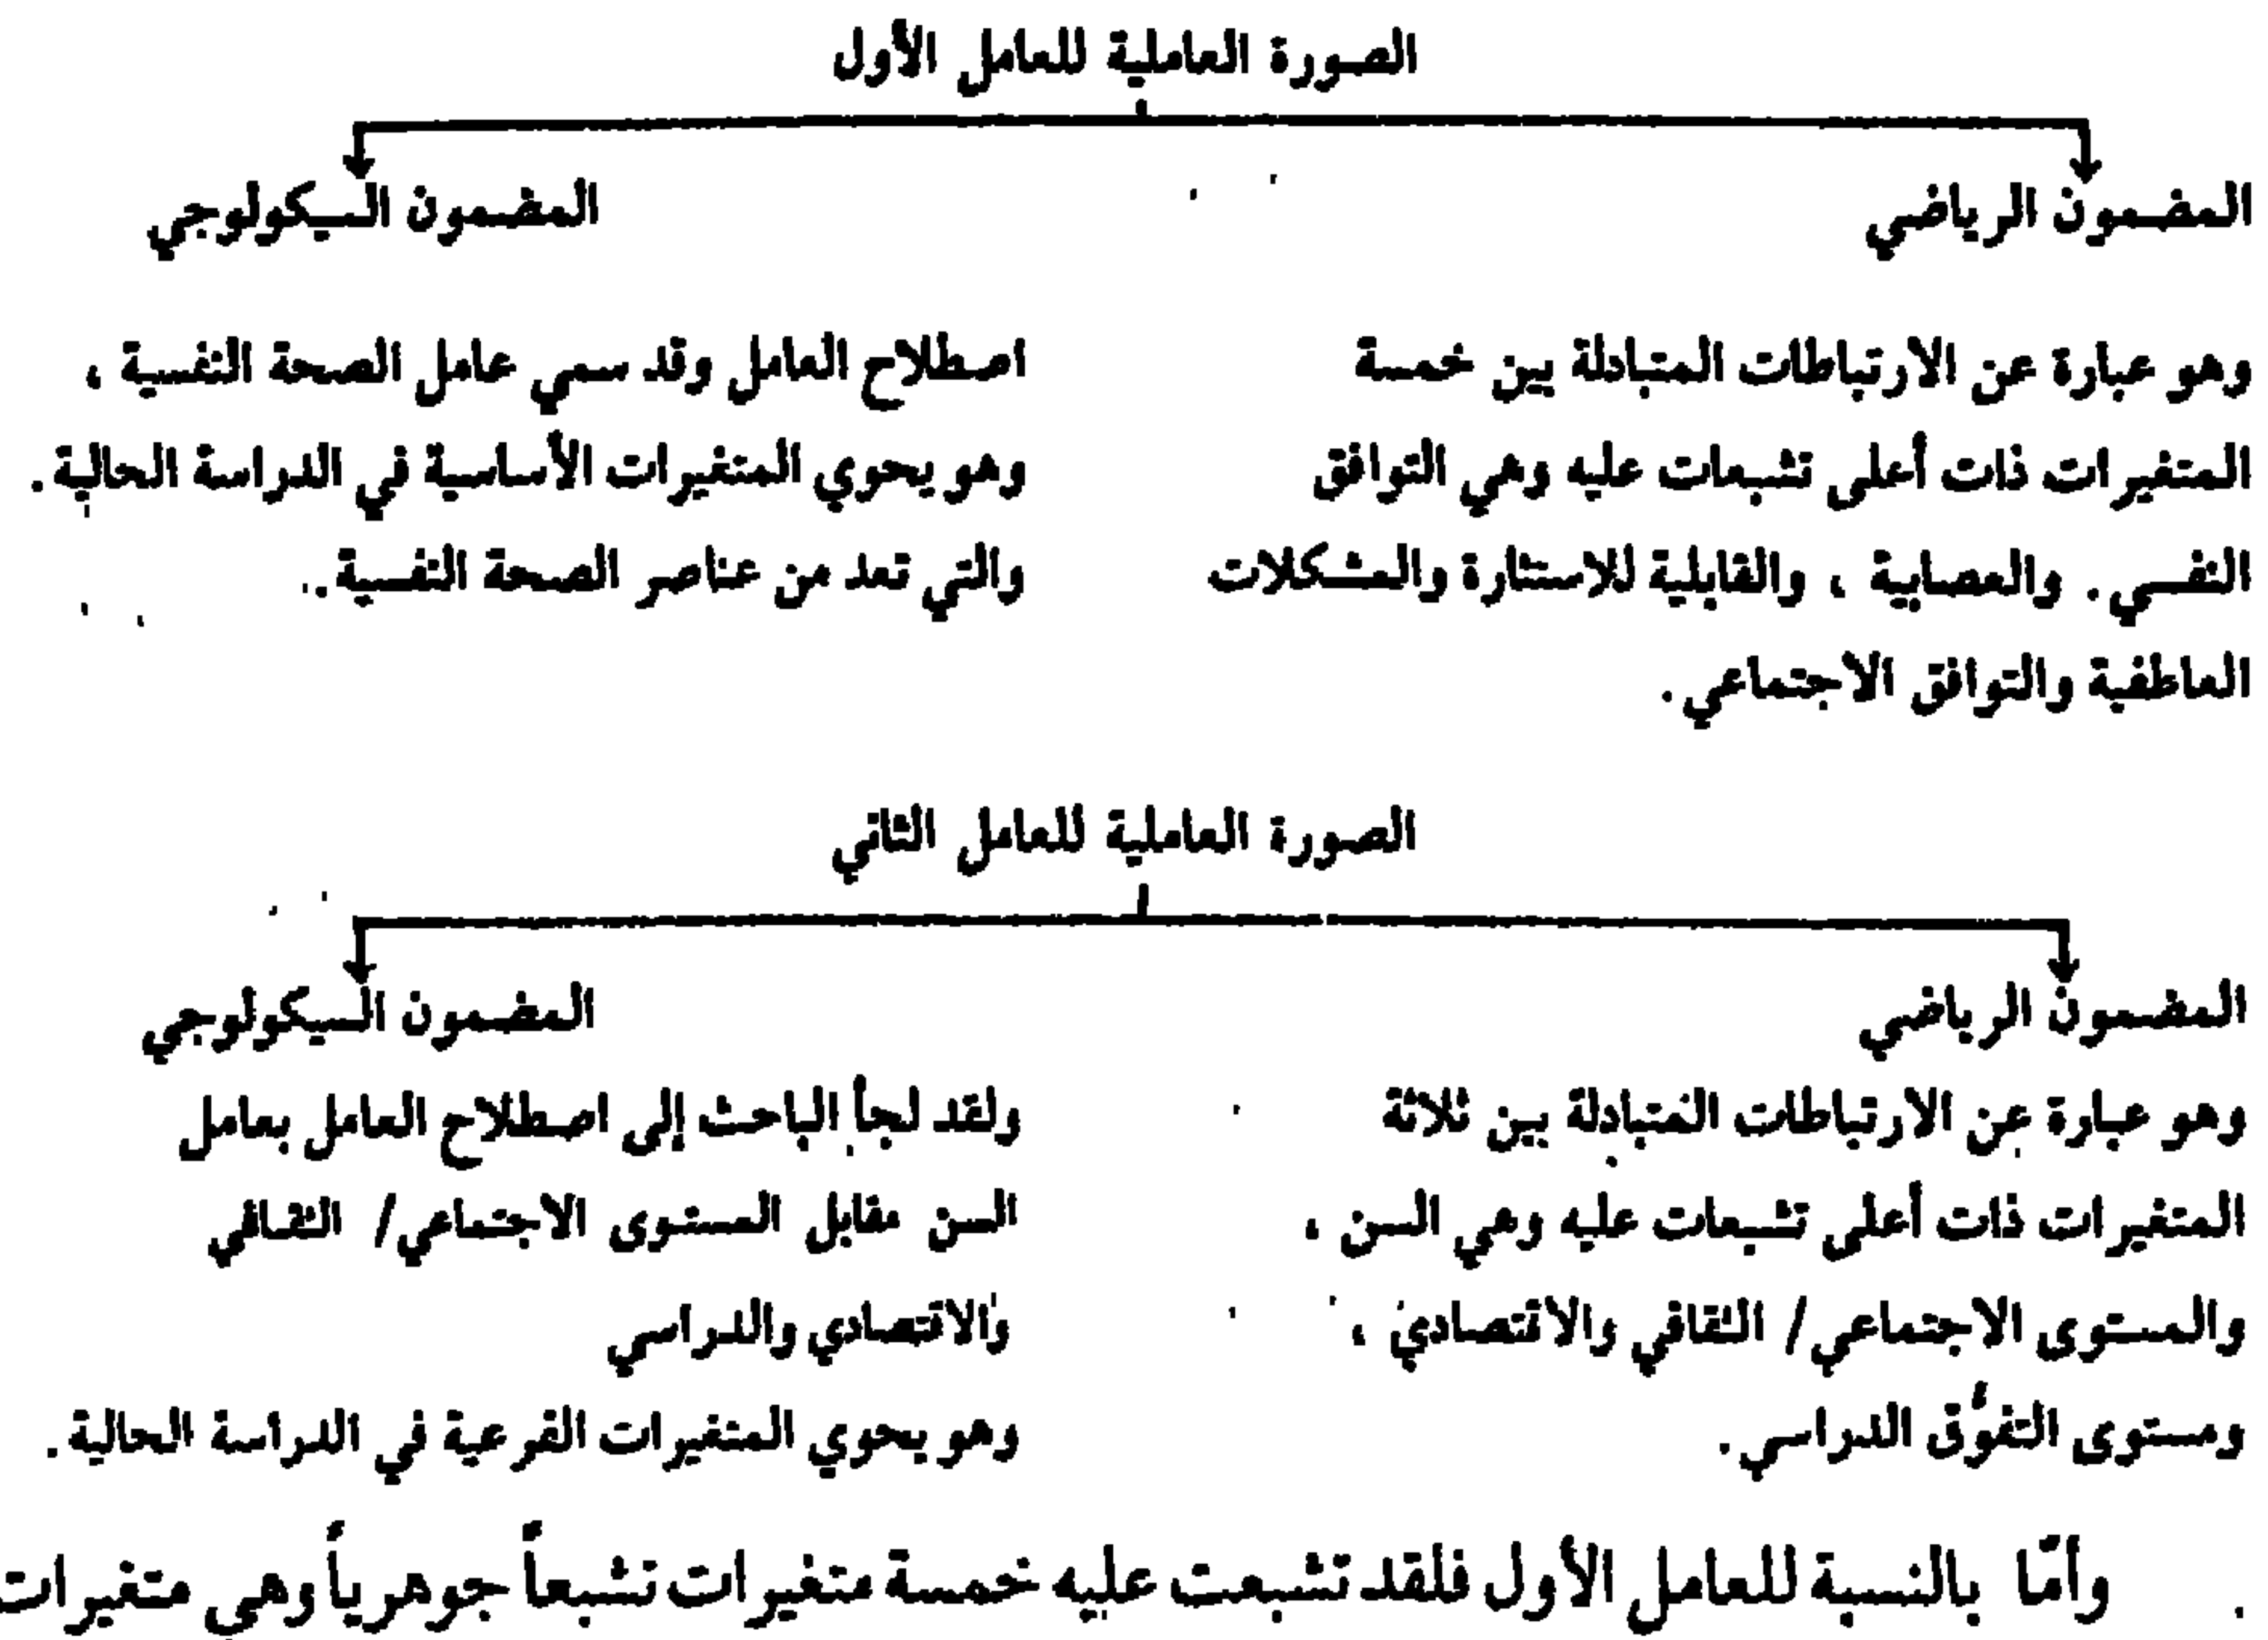 الصورة العاملية للعامل الأول
المضمون الرياضي
وهو عبارة عن الارتباطات المتبادلة بين خمسة
المتغيرات ذات أعلى تشبعات عليه وهي التوافق
النفسي. والعصابية ، والقابلية للاستثارة والمشكلات
العاطفية والتوافق الاجتماعي.
المضمون السيكولوجي
اصطلاح العامل وقد سمي عامل الصحة النفسية ،
وهو يحوي المتغيرات الأساسية في الدراسة الحالية.
والتي تعد من عناصر الصحة النفسية.
الصورة العاملية للعامل الثاني
المضمون الرياضي
وهو عبارة عن الارتباطات المتبادلة بين ثلاثة
المتغيرات ذات أعلى تشبعات عليه وهي السن ،
والمستوى الاجتماعي/ الثقافي والاقتصادي ،
ومستوى التفوّق الدراسي.
المضمون السيكولوجي
ولقد لجأ الباحث إلى اصطلاح العامل بعامل
السن مقابل المستوى الاجتماعي/ الثقافي
والاقتصادي والدراسي
وهو يحوي المتغيرات الفرعية في الدراسة الحالية.
وأمّا بالنسبة للعامل الأول فلقد تشبعت عليه خمسة متغيرات تشبعاً جوهرياً وهي متغيرات